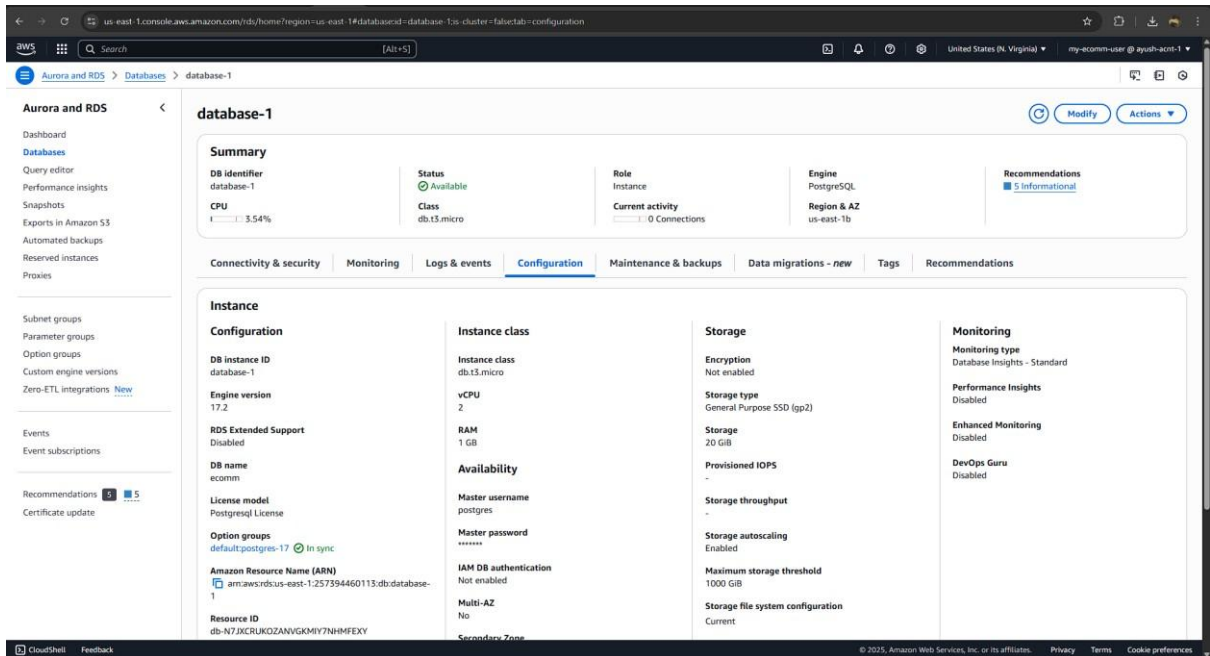 us-east-1.console.aws.amazon.com/rds/home?region=us-east-1#database:id=database-1;is-cluster=false;tab=configuration
aws
Search
[Alt+S]
United States (N. Virginia)
my-ecomm-user @ ayush-acnt-1
Aurora and RDS > Databases > database-1
Aurora and RDS
Dashboard
Databases
Query editor
Performance insights
Snapshots
Exports in Amazon S3
Automated backups
Reserved instances
Proxies
Subnet groups
Parameter groups
Option groups
Custom engine versions
Zero-ETL integrations New
Events
Event subscriptions
Recommendations 5 5
Certificate update
database-1
Modify
Actions
Summary
DB identifier
database-1
CPU
3.54%
Status
Available
Class
db.t3.micro
Role
Instance
Current activity
0 Connections
Engine
PostgreSQL
Region & AZ
us-east-1b
Recommendations
5 Informational
Connectivity & security
Monitoring
Logs & events
Configuration
Maintenance & backups
Data migrations - new
Tags
Recommendations
Instance
Configuration
DB instance ID
database-1
Engine version
17.2
RDS Extended Support
Disabled
DB name
ecomm
License model
Postgresql License
Option groups
default:postgres-17 In sync
Amazon Resource Name (ARN)
arn:aws:rds:us-east-1:257394460113:db:database-
1
Resource ID
db-N7JXCRUKOZANVGKMIY7NHMFEXY
Instance class
Instance class
db.t3.micro
vCPU
2
RAM
1 GB
Availability
Master username
postgres
Master password
*******
IAM DB authentication
Not enabled
Multi-AZ
No
Secondary Zone
Storage
Encryption
Not enabled
Storage type
General Purpose SSD (gp2)
Storage
20 GiB
Provisioned IOPS
-
Storage throughput
-
Storage autoscaling
Enabled
Maximum storage threshold
1000 GiB
Storage file system configuration
Current
Monitoring
Monitoring type
Database Insights - Standard
Performance Insights
Disabled
Enhanced Monitoring
Disabled
DevOps Guru
Disabled
CloudShell
Feedback
© 2025, Amazon Web Services, Inc. or its affiliates.
Privacy
Terms
Cookie preferences